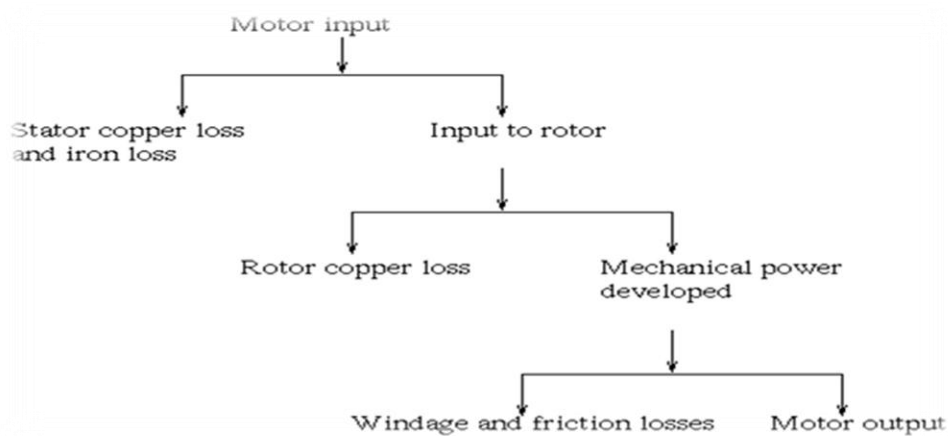 Motor input
Stator copper loss
and iron loss
Input to rotor
Rotor copper loss
Mechanical power
developed
Windage and friction losses
Motor output